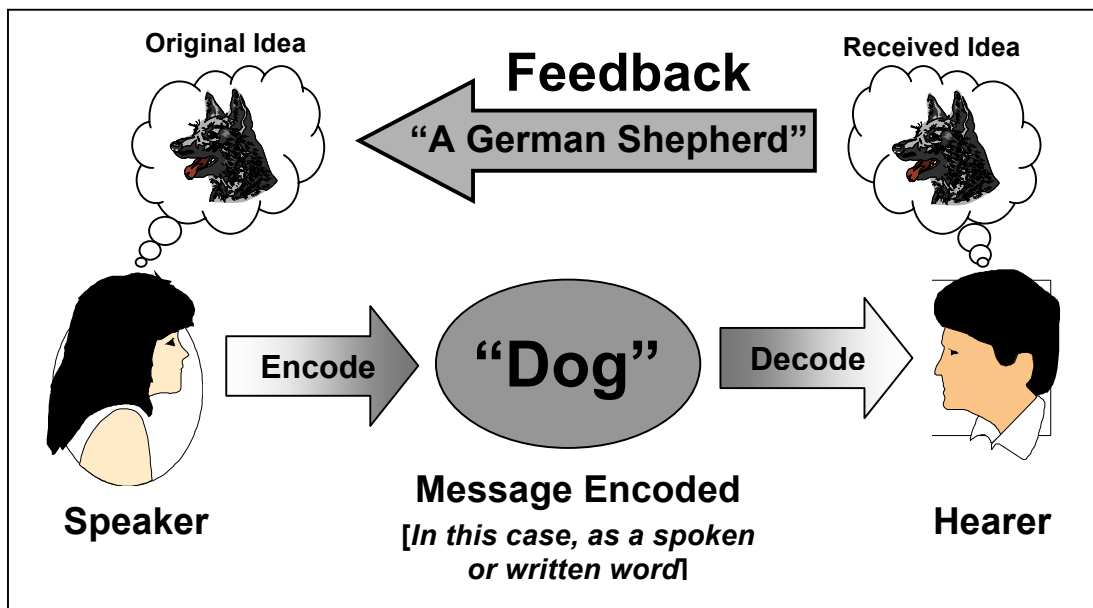 Original Idea
Received Idea
Feedback
“A German Shepherd”
Encode
“Dog”
Decode
Speaker
Message Encoded
[In this case, as a spoken
or written word]
Hearer